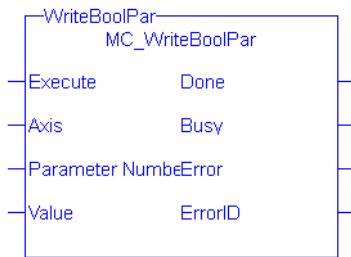 WriteBoolPar
MC_WriteBoolPar
Execute Done
Axis Busy
Parameter NumbeError
Value ErrorID